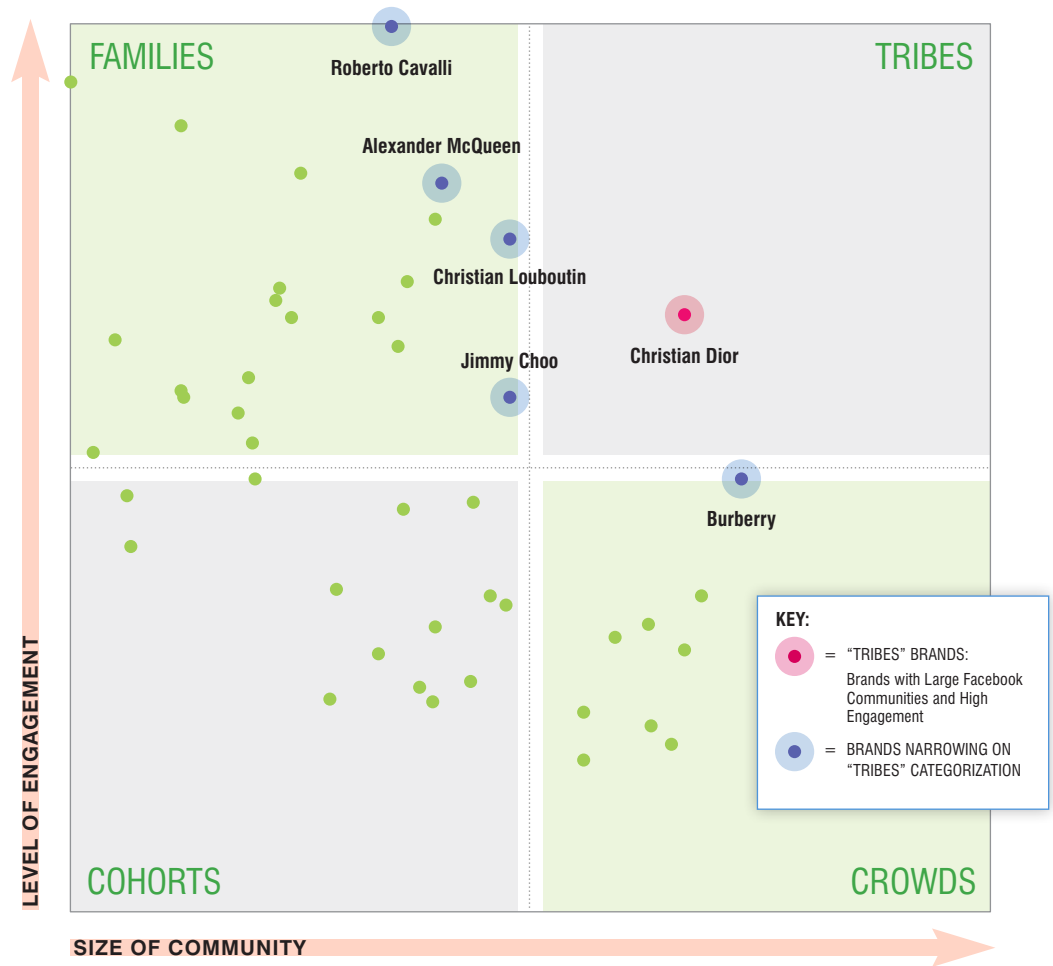 FAMILIES
TRIBES
Roberto Cavalli
Alexander McQueen
Christian Louboutin
Christian Dior
Jimmy Choo
Burberry
KEY:
= “TRIBES” BRANDS:
Brands with Large Facebook
Communities and High
Engagement
= BRANDS NARROWING ON
“TRIBES” CATEGORIZATION
COHORTS
CROWDS
LEVEL OF ENGAGEMENT
SIZE OF COMMUNITY